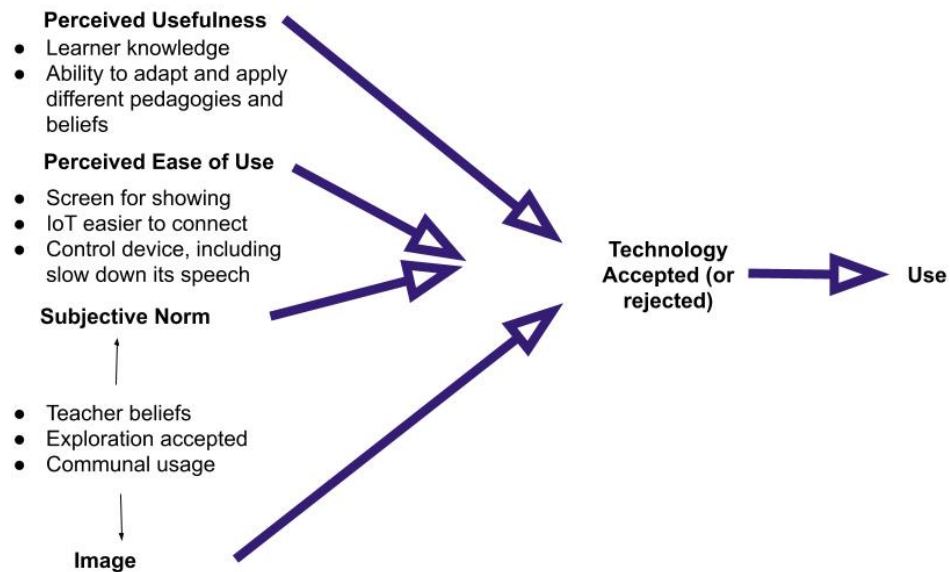 Perceived Usefulness
● Learner knowledge
● Ability to adapt and apply
different pedagogies and
beliefs
Perceived Ease of Use
● Screen for showing
● IoT easier to connect
● Control device, including
slow down its speech
Subjective Norm
● Teacher beliefs
● Exploration accepted
● Communal usage
Image
Technology
Accepted (or
rejected)
Use